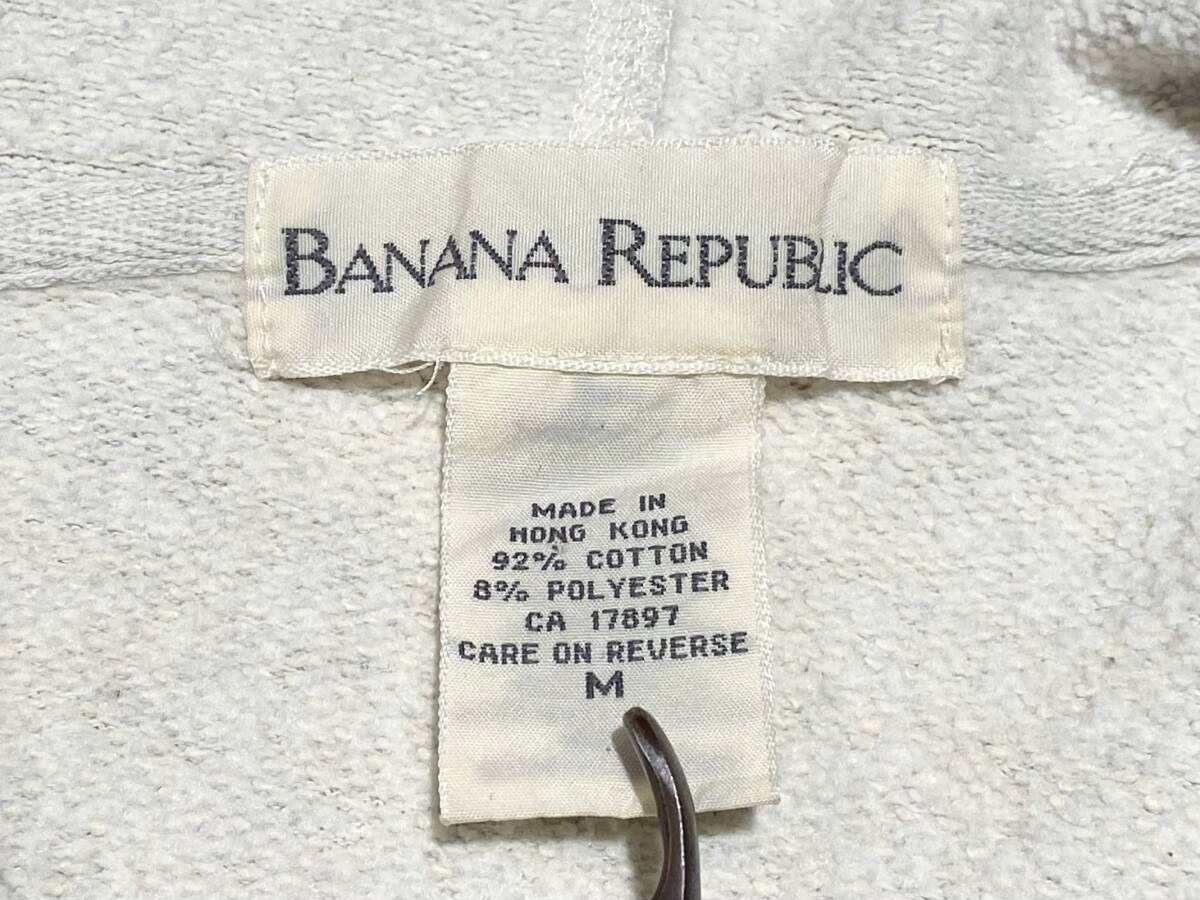 BANANA REPUBLIC
MADE IN
HONG KONG
92% COTTON
8% POLYESTER
CA 17897
CARE ON REVERSE
M